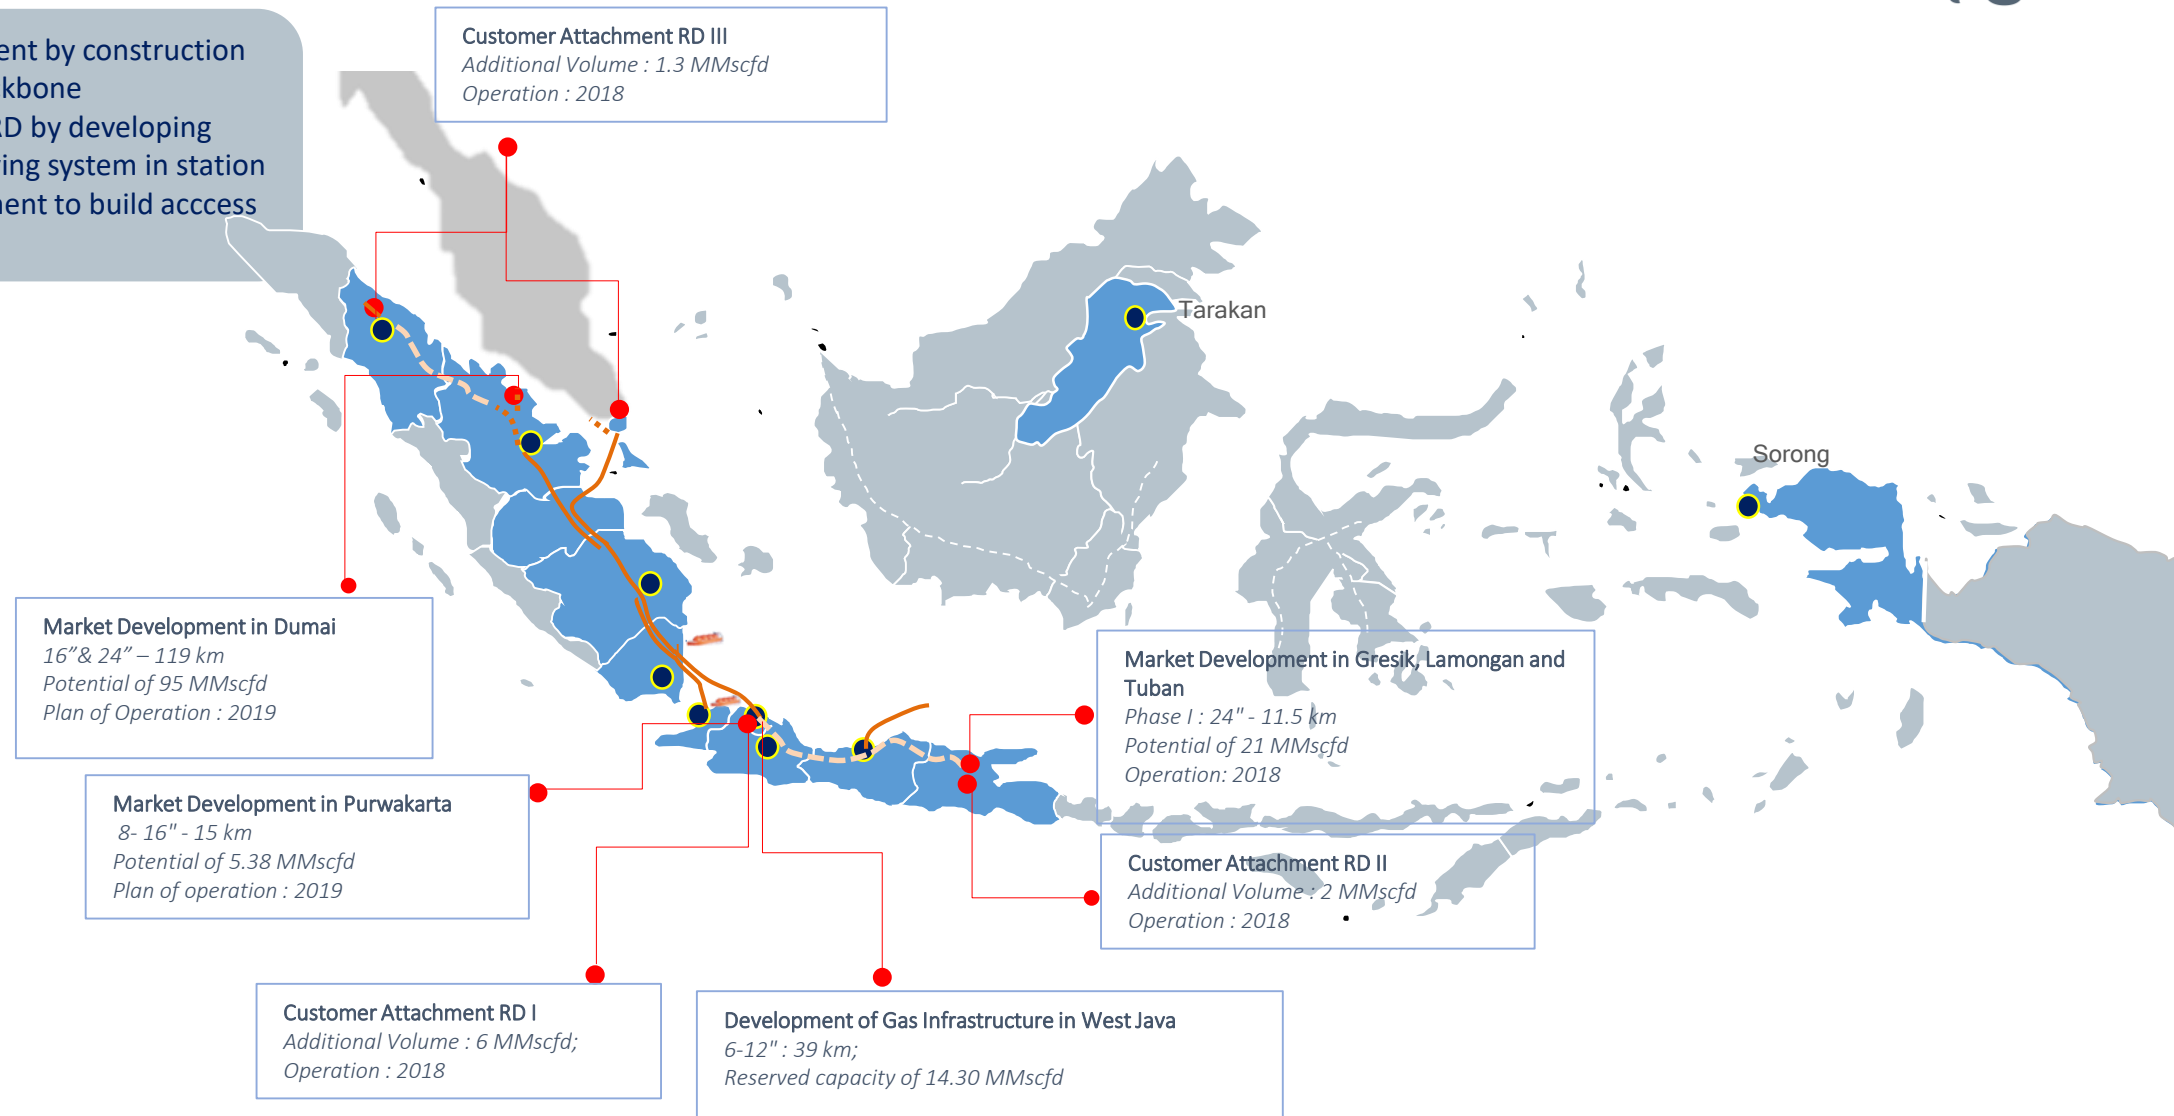 ent by construction
ckbone
RD by developing
ring system in station
nent to build acccess
Customer Attachment RD III
Additional Volume : 1.3 MMscfd
Operation : 2018
Tarakan
Sorong
Market Development in Dumai
16”& 24” – 119 km
Potential of 95 MMscfd
Plan of Operation : 2019
Market Development in Gresik, Lamongan and
Tuban
Phase I : 24" - 11.5 km
Potential of 21 MMscfd
Operation: 2018
Market Development in Purwakarta
8- 16" - 15 km
Potential of 5.38 MMscfd
Plan of operation : 2019
Customer Attachment RD II
Additional Volume : 2 MMscfd
Operation : 2018
Customer Attachment RD I
Additional Volume : 6 MMscfd;
Operation : 2018
Development of Gas Infrastructure in West Java
6-12" : 39 km;
Reserved capacity of 14.30 MMscfd